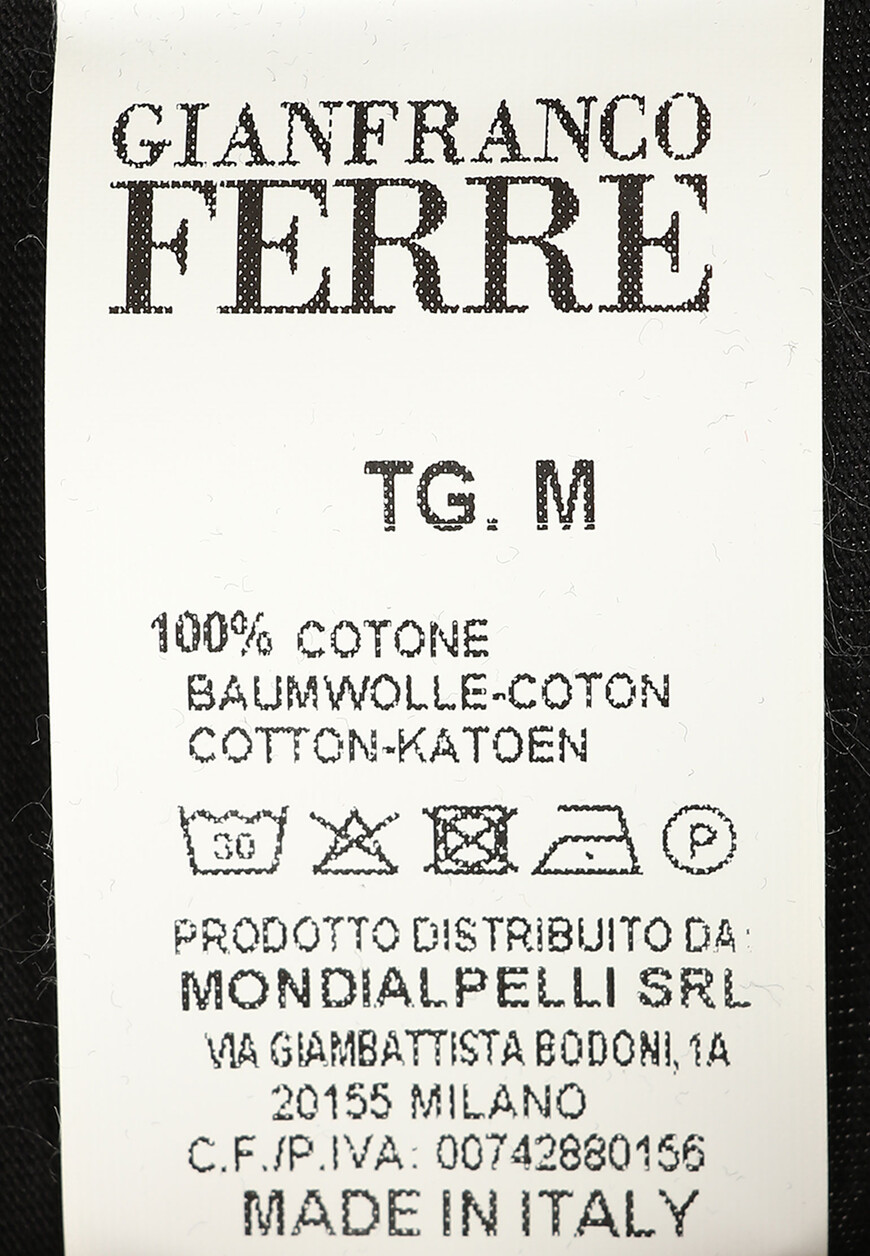 GIANFRANCO
FERRE
TG. M
100% COTONE
BAUMWOLLE-COTON
COTTON-KATOEN
30 P
PRODOTTO DISTRIBUITO DA:
MONDIALPELLI SRL
VIA GIAMBATTISTA BODONI, 1A
20155 MILANO
C.F./P.IVA: 00742880156
MADE IN ITALY